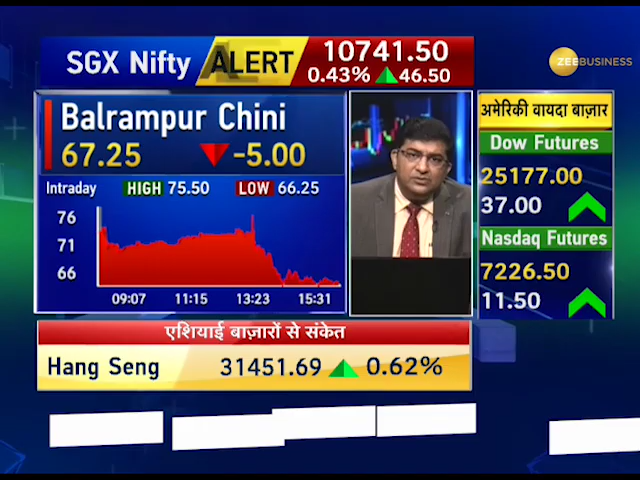 SGX Nifty
ALERT
10741.50
0.43% 46.50
ZEE BUSINESS
Balrampur Chini
67.25 -5.00
Intraday HIGH 75.50 LOW 66.25
76
71
66
09:07 11:15 13:23 15:31
अमेरिकी वायदा बाज़ार
Dow Futures
25177.00
37.00
Nasdaq Futures
7226.50
11.50
एशियाई बाज़ारों से संकेत
Hang Seng 31451.69 0.62%